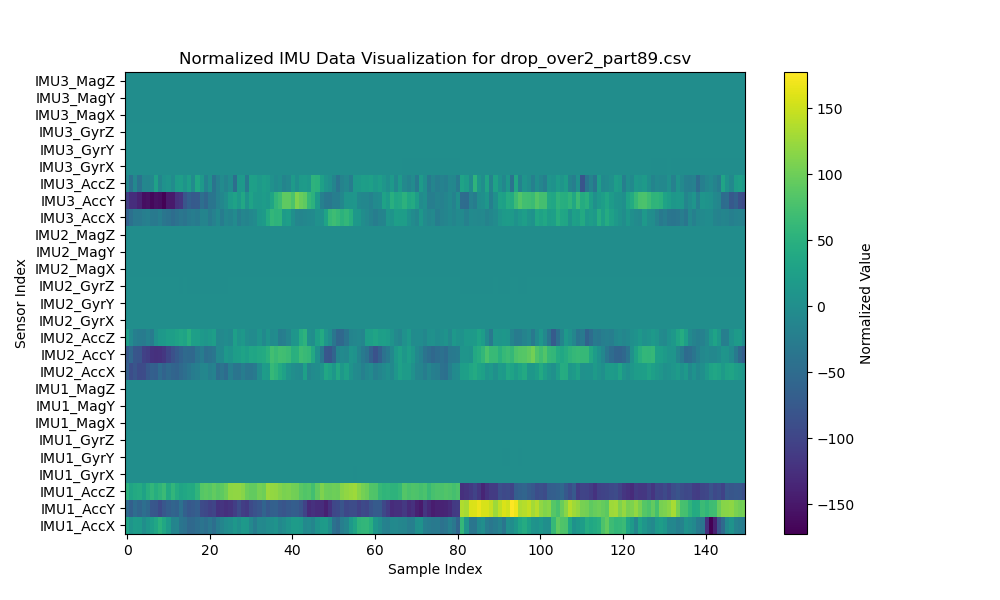 Normalized IMU Data Visualization for drop_over2_part89.csv
IMU3_MagZ
IMU3_MagY
IMU3_MagX
IMU3_GyrZ
IMU3_GyrY
IMU3_GyrX
IMU3_AccZ
IMU3_AccY
IMU3_AccX
IMU2_MagZ
IMU2_MagY
IMU2_MagX
IMU2_GyrZ
IMU2_GyrY
IMU2_GyrX
IMU2_AccZ
IMU2_AccY
IMU2_AccX
IMU1_MagZ
IMU1_MagY
IMU1_MagX
IMU1_GyrZ
IMU1_GyrY
IMU1_GyrX
IMU1_AccZ
IMU1_AccY
IMU1_AccX
Sensor Index
0 20 40 60 80 100 120 140
Sample Index
150
100
50
0
−50
−100
−150
Normalized Value